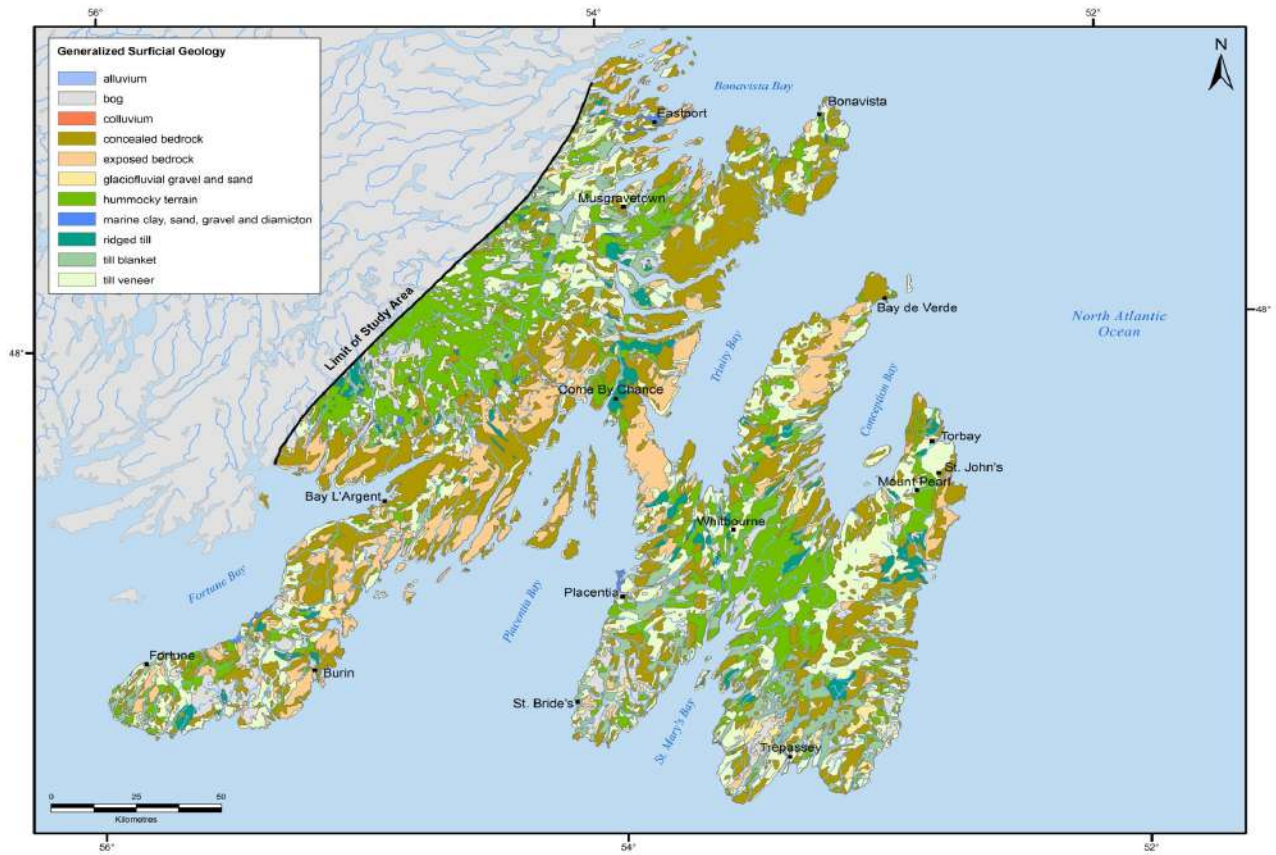 56°
54°
52°
Generalized Surficial Geology
alluvium
bog
colluvium
concealed bedrock
exposed bedrock
glaciofluvial gravel and sand
hummocky terrain
marine clay, sand, gravel and diamicton
ridged till
till blanket
till veneer
N
Bonavista Bay
Bonavista
Eastport
Musgravetown
Limit of Study Area
Bay de Verde
48°
North Atlantic
Ocean
48°
Trinity Bay
Come By Chance
Conception Bay
Torbay
St. John's
Mount Pearl
Bay L'Argent
Whitbourne
Fortune Bay
Placentia Bay
Placentia
Fortune
Burin
St. Bride's
St. Mary's Bay
Trepassey
0 25 50
Kilometres
56°
54°
52°